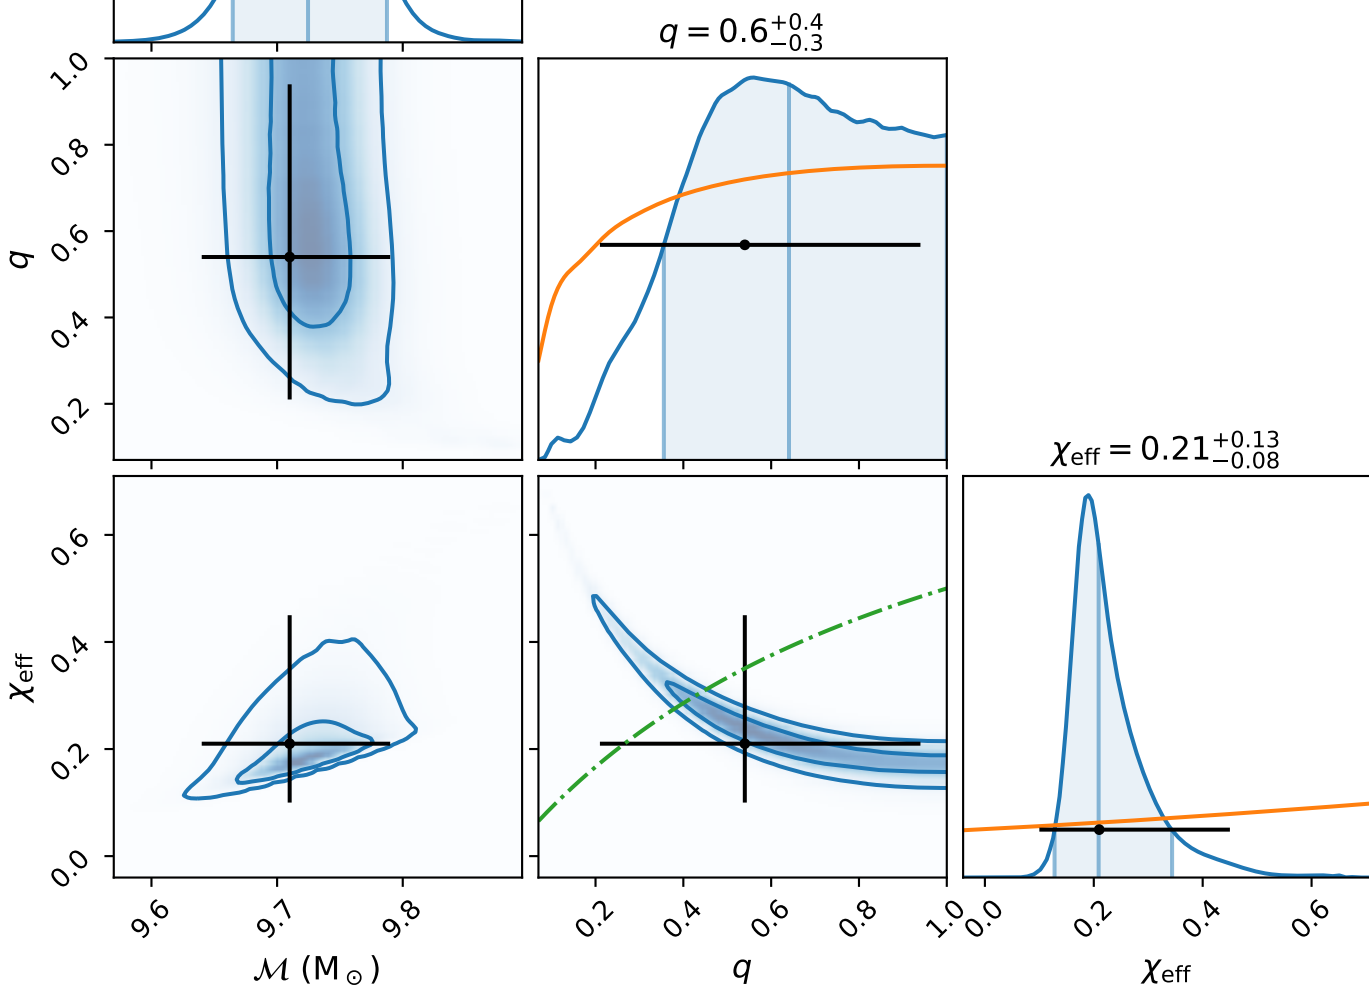 q = 0.6^{+0.4}_{-0.3}
1.0
0.8
0.6
0.4
0.2
q
χ_eff = 0.21^{+0.13}_{-0.08}
0.6
0.4
0.2
0.0
χ_eff
9.6 9.7 9.8
0.2 0.4 0.6 0.8 1.0
0.0 0.2 0.4 0.6
ℳ (M_⊙)
q
χ_eff